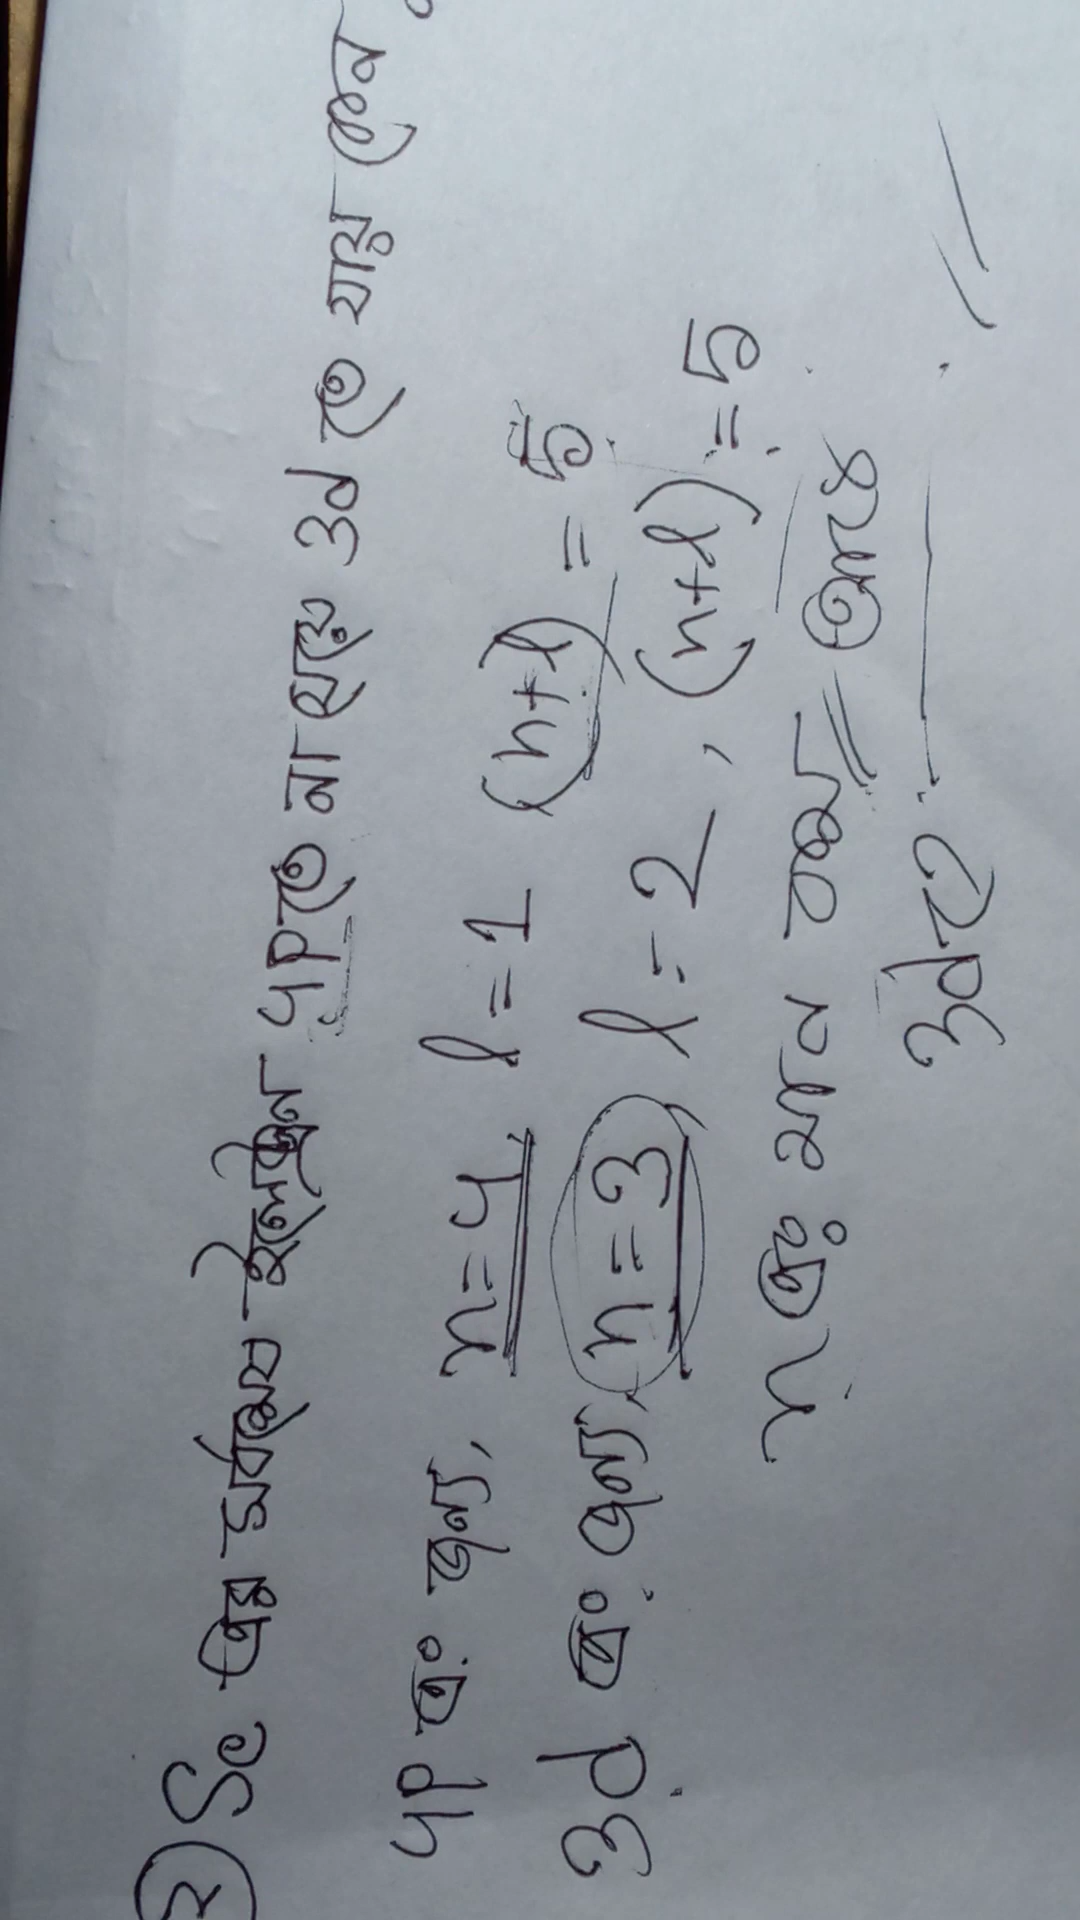 ২) Sc এর সর্বশেষ ইলেকট্রন 4P তে না যেয়ে 3d তে যায় কেন
4P এর জন্য, n=4 l=1 (n+l) = 5
3d এর জন্য, n=3 l=2, (n+l) = 5
n এর মান কম আছে
3d তে